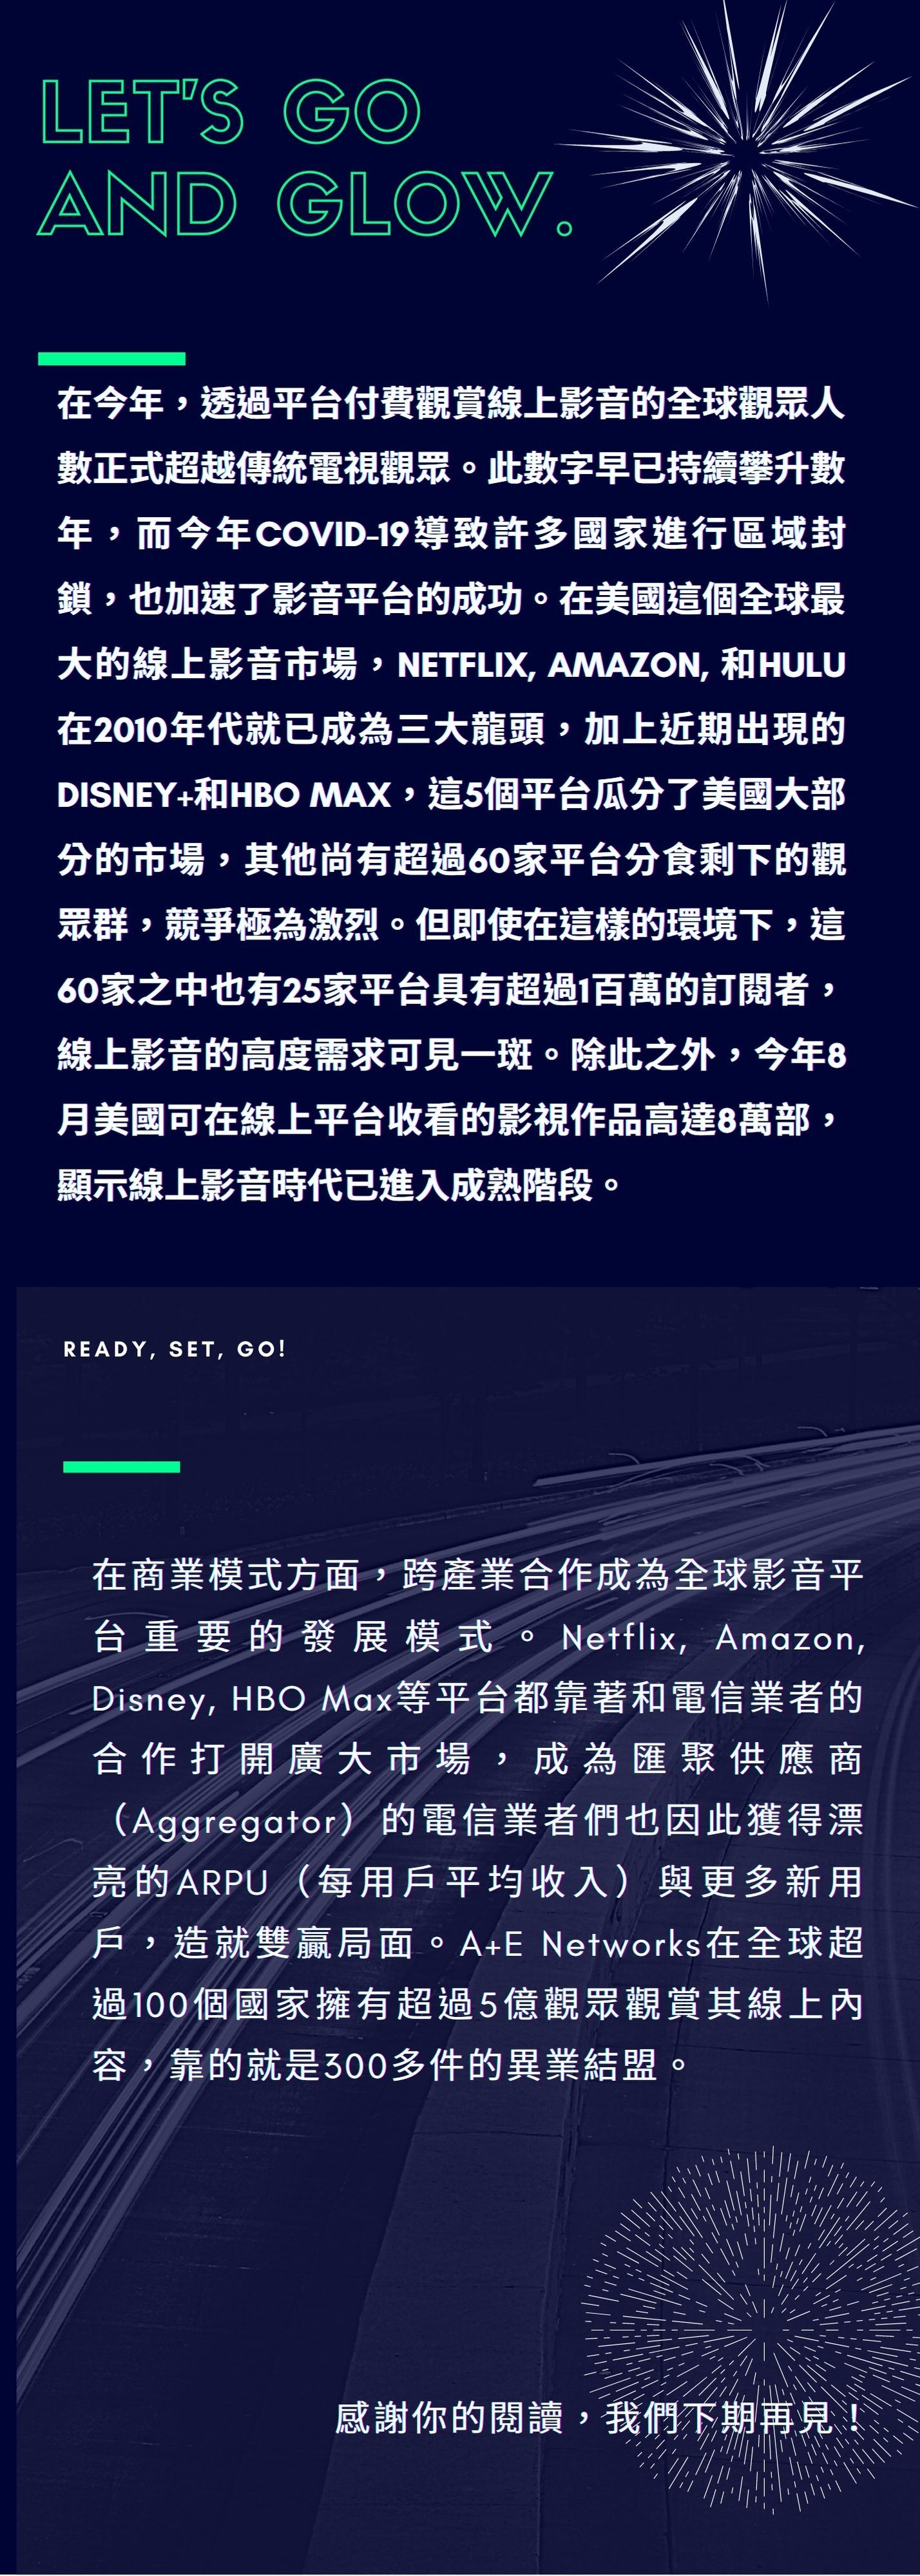 LET'S GO
AND GLOW.
在今年，透過平台付費觀賞線上影音的全球觀眾人
數正式超越傳統電視觀眾。此數字早已持續攀升數
年，而今年COVID-19導致許多國家進行區域封
鎖，也加速了影音平台的成功。在美國這個全球最
大的線上影音市場，NETFLIX, AMAZON, 和HULU
在2010年代就已成為三大龍頭，加上近期出現的
DISNEY+和HBO MAX，這5個平台瓜分了美國大部
分的市場，其他尚有超過60家平台分食剩下的觀
眾群，競爭極為激烈。但即使在這樣的環境下，這
60家之中也有25家平台具有超過1百萬的訂閱者，
線上影音的高度需求可見一斑。除此之外，今年8
月美國可在線上平台收看的影視作品高達8萬部，
顯示線上影音時代已進入成熟階段。
READY, SET, GO!
在商業模式方面，跨產業合作成為全球影音平
台重要的發展模式。Netflix, Amazon,
Disney, HBO Max等平台都靠著和電信業者的
合作打開廣大市場，成為匯聚供應商
（Aggregator）的電信業者們也因此獲得漂
亮的ARPU（每用戶平均收入）與更多新用
戶，造就雙贏局面。A+E Networks在全球超
過100個國家擁有超過5億觀眾觀賞其線上內
容，靠的就是300多件的異業結盟。
感謝你的閱讀，我們下期再見！